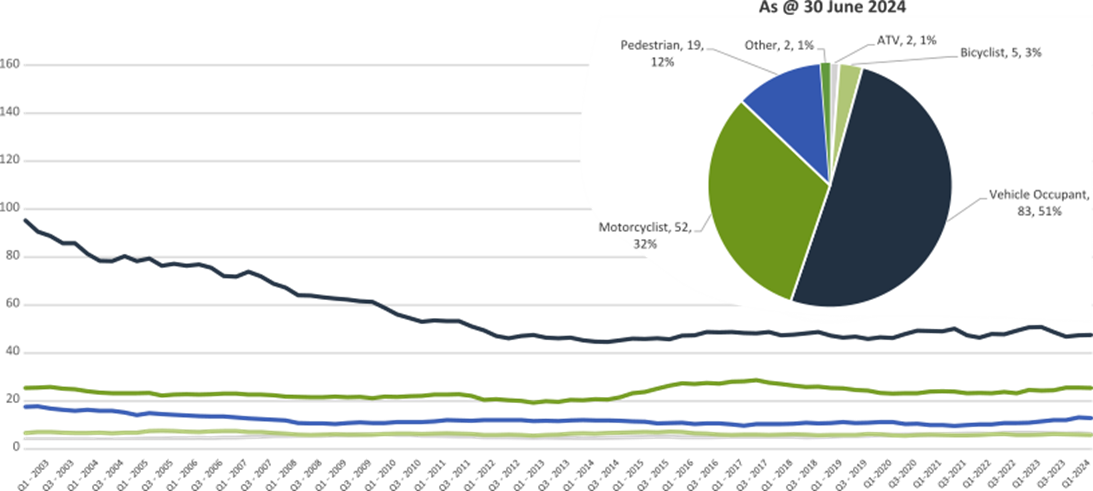 As @ 30 June 2024
Pedestrian, 19,
12%
Other, 2, 1%
ATV, 2, 1%
Bicyclist, 5, 3%
Vehicle Occupant,
83, 51%
Motorcyclist, 52,
32%
160
140
120
100
80
60
40
20
0
Q1 - 2003
Q3 - 2003
Q1 - 2004
Q3 - 2004
Q1 - 2005
Q3 - 2005
Q1 - 2006
Q3 - 2006
Q1 - 2007
Q3 - 2007
Q1 - 2008
Q3 - 2008
Q1 - 2009
Q3 - 2009
Q1 - 2010
Q3 - 2010
Q1 - 2011
Q3 - 2011
Q1 - 2012
Q3 - 2012
Q1 - 2013
Q3 - 2013
Q1 - 2014
Q3 - 2014
Q1 - 2015
Q3 - 2015
Q1 - 2016
Q3 - 2016
Q1 - 2017
Q3 - 2017
Q1 - 2018
Q3 - 2018
Q1 - 2019
Q3 - 2019
Q1-2020
Q3-2020
Q1-2021
Q3-2021
Q1-2022
Q3-2022
Q1-2023
Q3-2023
Q1-2024